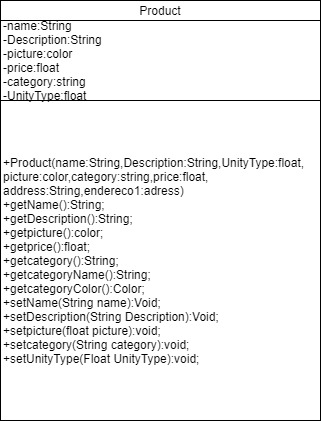 Product
-name:String
-Description:String
-picture:color
-price:float
-category:string
-UnityType:float
+Product(name:String,Description:String,UnityType:float,
picture:color,category:string,price:float,
address:String,endereco1:adress)
+getName():String;
+getDescription():String;
+getpicture():color;
+getprice():float;
+getcategory():String;
+getcategoryName():String;
+getcategoryColor():Color;
+setName(String name):Void;
+setDescription(String Description):Void;
+setpicture(float picture):void;
+setcategory(String category):void;
+setUnityType(Float UnityType):void;